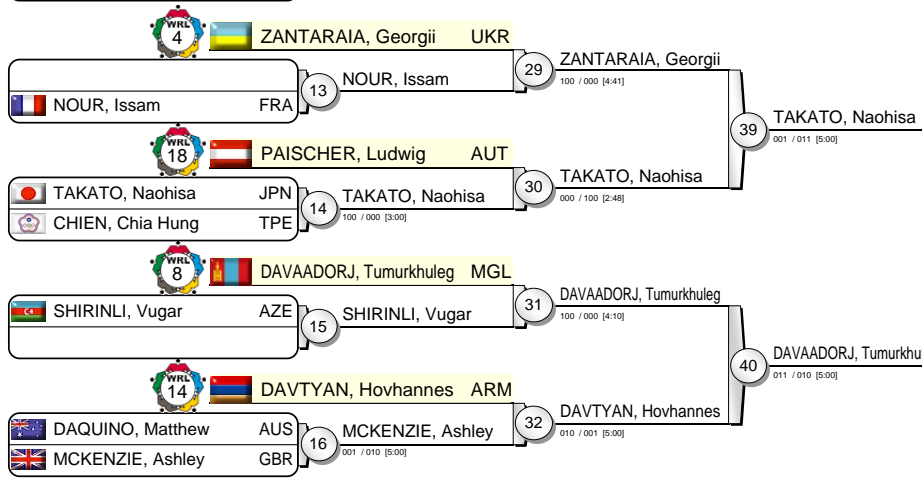 WRL 4 ZANTARAIA, Georgii UKR
NOUR, Issam FRA
13 NOUR, Issam
29 ZANTARAIA, Georgii
100 / 000 [4:41]
WRL 18 PAISCHER, Ludwig AUT
TAKATO, Naohisa JPN
CHIEN, Chia Hung TPE
14 TAKATO, Naohisa
100 / 000 [3:00]
30 TAKATO, Naohisa
000 / 100 [2:48]
39 TAKATO, Naohisa
001 / 011 [5:00]
WRL 8 DAVAADORJ, Tumurkhuleg MGL
SHIRINLI, Vugar AZE
15 SHIRINLI, Vugar
31 DAVAADORJ, Tumurkhuleg
100 / 000 [4:10]
WRL 14 DAVTYAN, Hovhannes ARM
DAQUINO, Matthew AUS
MCKENZIE, Ashley GBR
16 MCKENZIE, Ashley
001 / 010 [5:00]
32 DAVTYAN, Hovhannes
010 / 001 [5:00]
40 DAVAADORJ, Tumurkhu
011 / 010 [5:00]